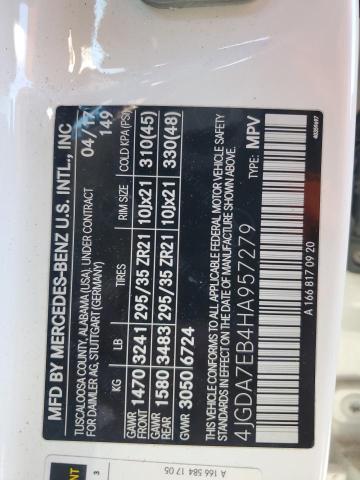 MFD BY MERCEDES-BENZ U.S. INTL., INC
TUSCALOOSA COUNTY, ALABAMA (USA), UNDER CONTRACT 04/17
FOR DAIMLER AG, STUTTGART (GERMANY) 149
KG LB TIRES RIM SIZE COLD KPA (PSI)
GAWR FRONT 1470 3241 295/35 ZR21 10Jx21 310(45)
GAWR REAR 1580 3483 295/35 ZR21 10Jx21 330(48)
GVWR 3050 6724
THIS VEHICLE CONFORMS TO ALL APPLICABLE FEDERAL MOTOR VEHICLE SAFETY
STANDARDS IN EFFECT ON THE DATE OF MANUFACTURE SHOWN ABOVE.
4JGDA7EB4HA957279 TYPE: MPV
A 166 817 09 20
A 166 584 17 05
3